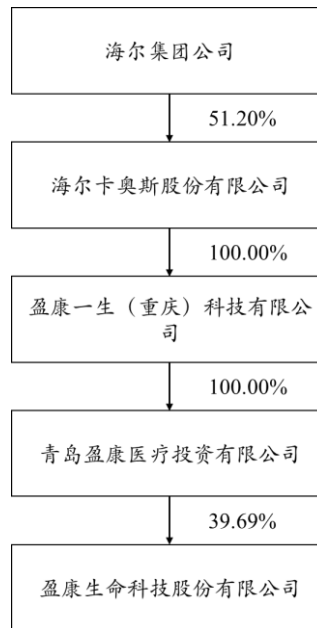 海尔集团公司
51.20%
海尔卡奥斯股份有限公司
100.00%
盈康一生（重庆）科技有限公
司
100.00%
青岛盈康医疗投资有限公司
39.69%
盈康生命科技股份有限公司